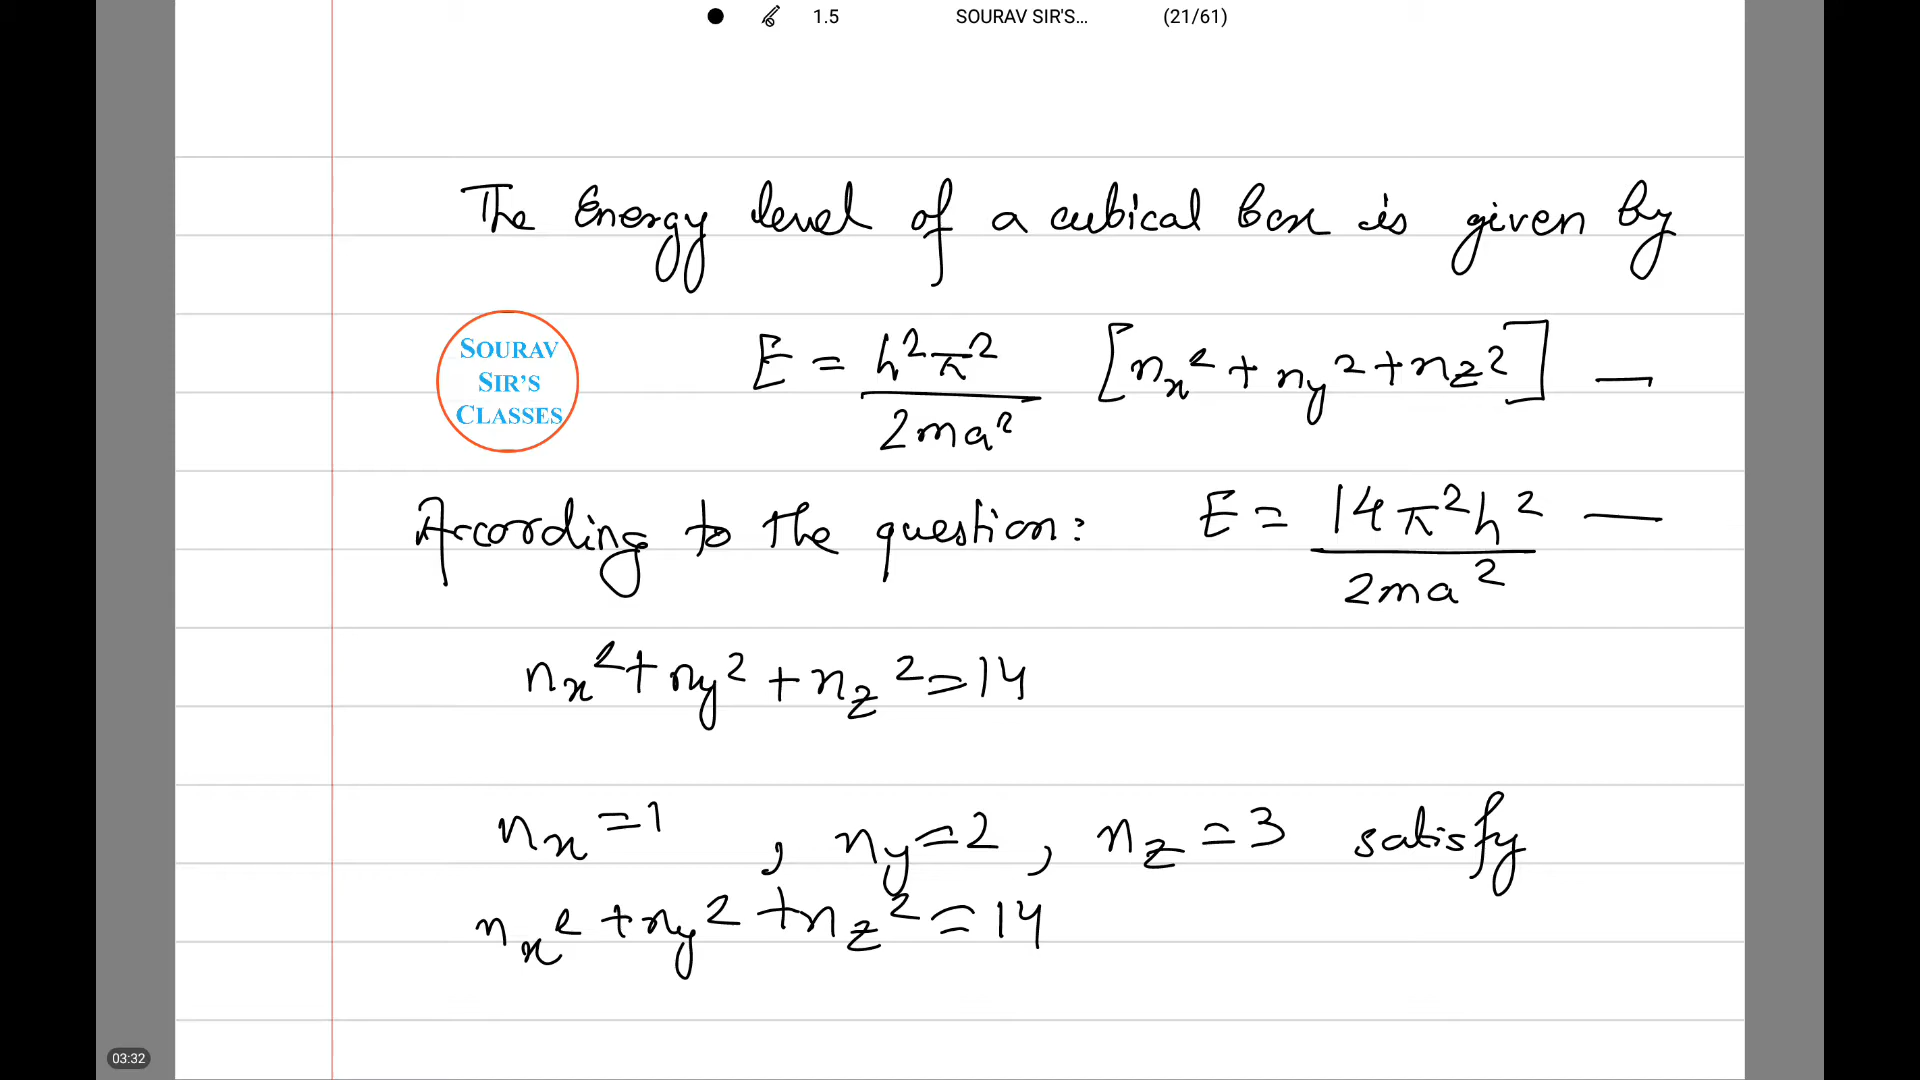 1.5 SOURAV SIR'S... (21/61)
The Energy level of a cubical box is given by
SOURAV
SIR'S
CLASSES
E = h²π² / 2ma² [nx² + ny² + nz²] —
According to the question: E = 14π²h² / 2ma² —
nx² + ny² + nz² = 14
nx = 1, ny = 2, nz = 3 satisfy
nx² + ny² + nz² = 14
03:32